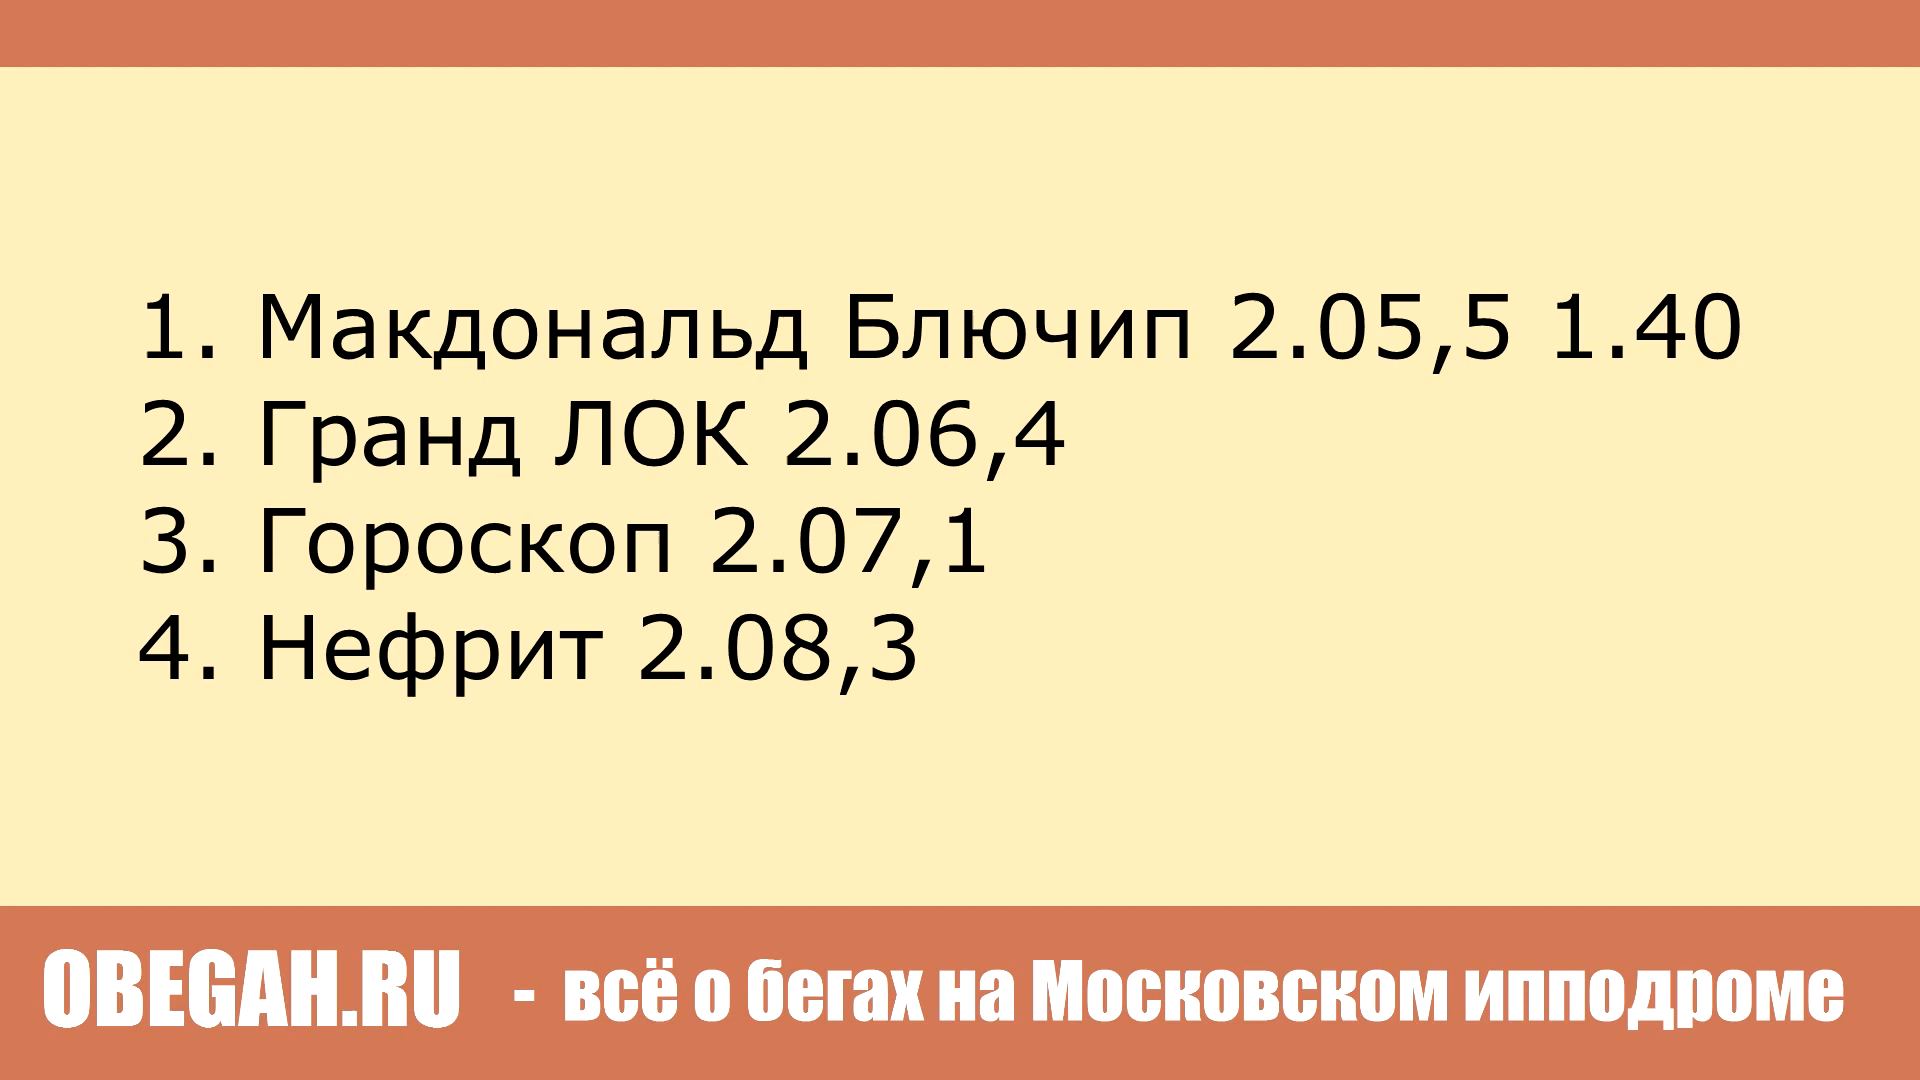 1. Макдональд Блючип 2.05,5 1.40
2. Гранд ЛОК 2.06,4
3. Гороскоп 2.07,1
4. Нефрит 2.08,3
OBEGAH.RU - всё о бегах на Московском ипподроме